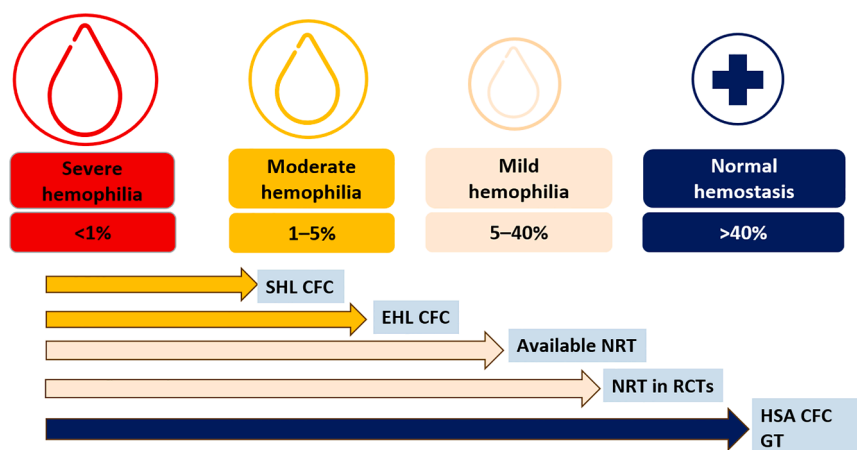 Severe
hemophilia
Moderate
hemophilia
Mild
hemophilia
Normal
hemostasis
<1%
1–5%
5–40%
>40%
SHL CFC
EHL CFC
Available NRT
NRT in RCTs
HSA CFC
GT